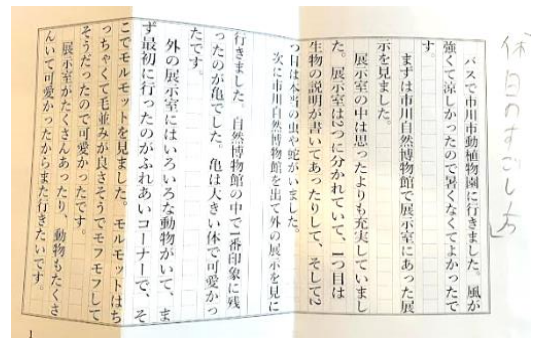 休日のすごし方
バスで市川市動植物園に行きました。風が
強くて涼しかったので暑くなくてよかったで
す。
まずは市川自然博物館で展示室にあった展
示を見ました。
展示室の中は思ったよりも充実していまし
た。展示室は2つに分かれていて、1つ目は
生物の説明が書いてあったりして、そして2
つ目は本当の虫や蛇がいました。
次に市川自然博物館を出て外の展示を見に
行きました。自然博物館の中で1番印象に残
ったのが亀でした。亀は大きい体で可愛かっ
たです。
外の展示室にはいろいろな動物がいて、ま
ず最初に行ったのがふれあいコーナーで、そ
こでモルモットを見ました。モルモットはち
っちゃくて毛並みが良さそうでモフモフして
そうだったので可愛かったです。
展示室がたくさんあったり、動物もたくさ
んいて可愛かったからまた行きたいです。
1